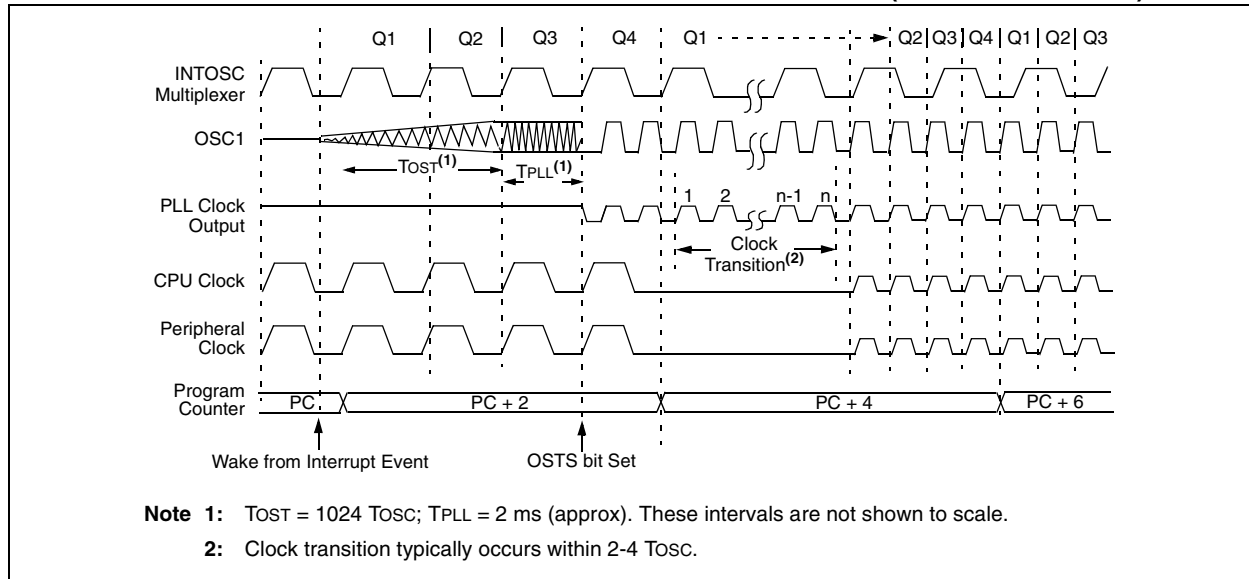 Q1 Q2 Q3 Q4 Q1 Q2 Q3 Q4 Q1 Q2 Q3
INTOSC
Multiplexer
OSC1
TOST(1) TPLL(1)
1 2 n-1 n
PLL Clock
Output
Clock
Transition(2)
CPU Clock
Peripheral
Clock
Program
Counter
PC PC + 2 PC + 4 PC + 6
Wake from Interrupt Event OSTS bit Set
Note 1: TOST = 1024 TOSC; TPLL = 2 ms (approx). These intervals are not shown to scale.
2: Clock transition typically occurs within 2-4 TOSC.